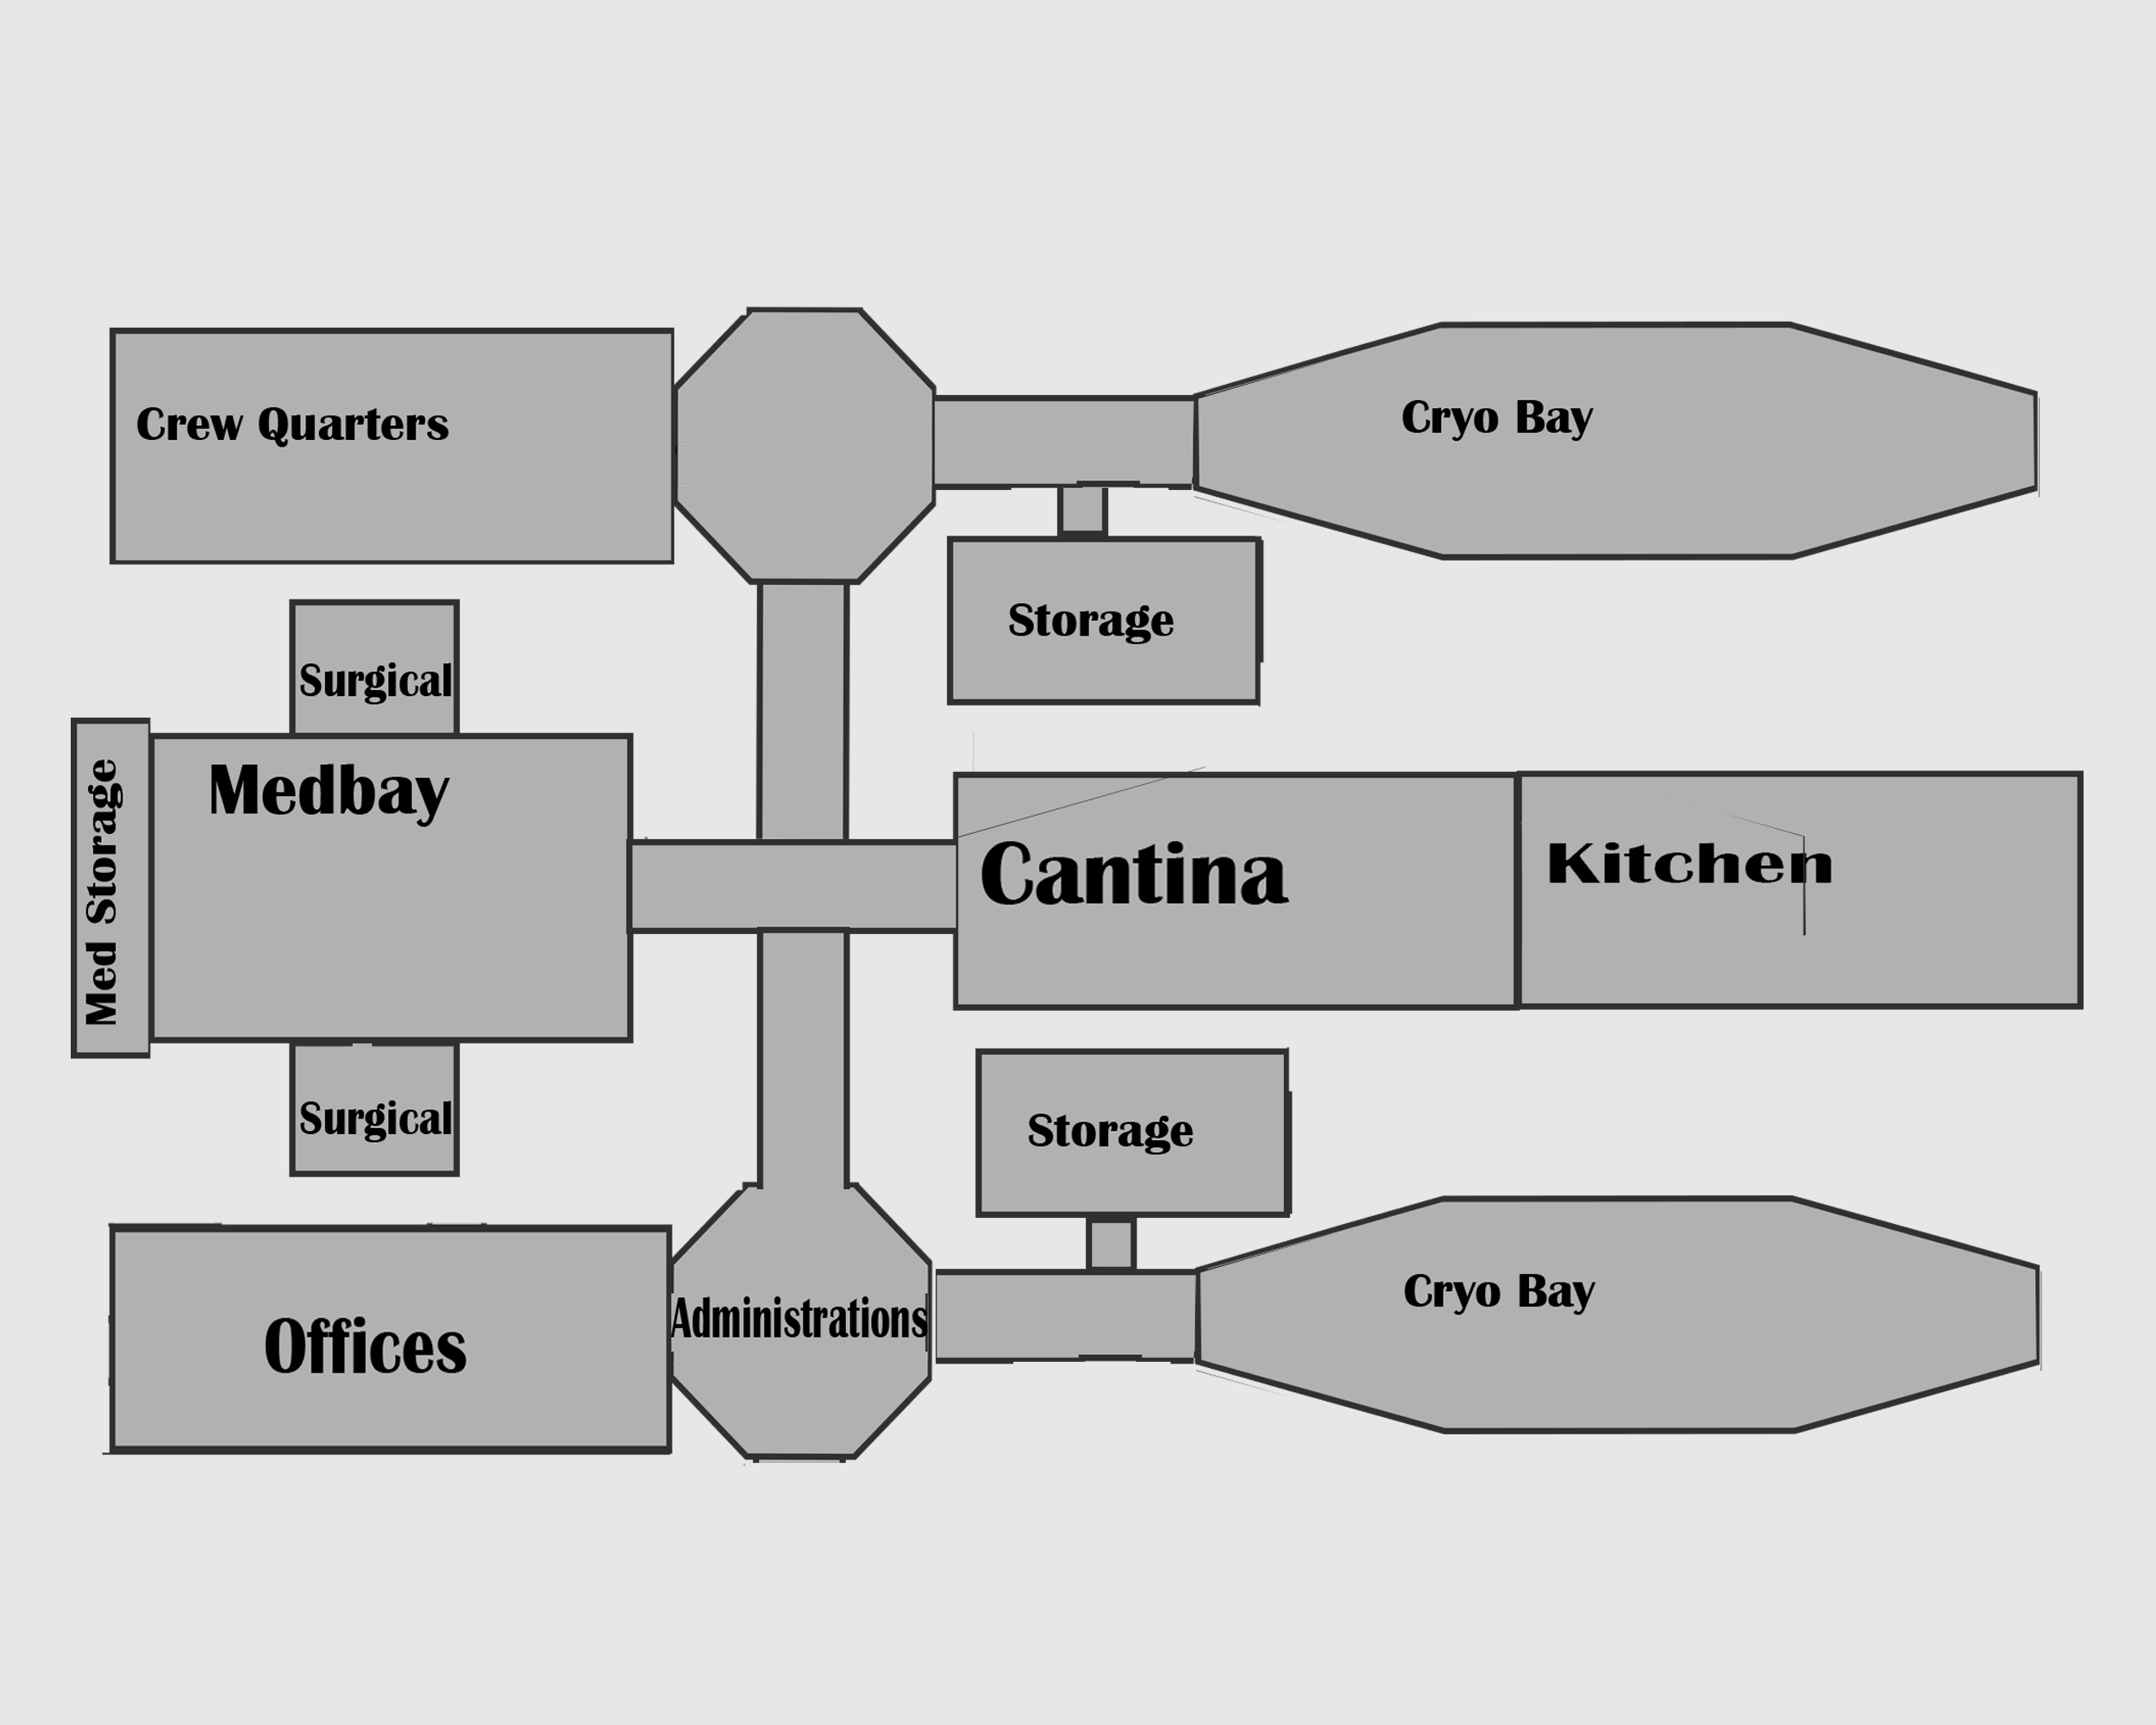 Crew Quarters
Cryo Bay
Storage
Surgical
Medbay
Med Storage
Cantina
Kitchen
Surgical
Storage
Offices
Administrations
Cryo Bay